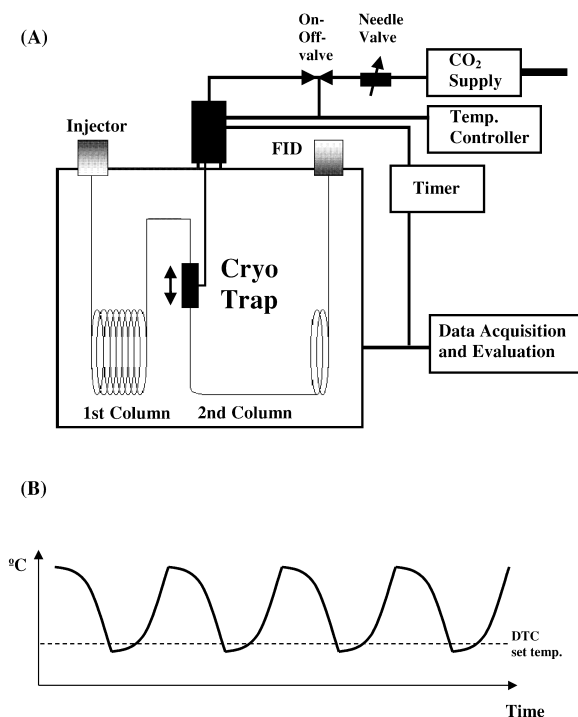 (A)
On-
Off-
valve
Needle
Valve
CO₂
Supply
Temp.
Controller
Injector
FID
Timer
Cryo
Trap
Data Acquisition
and Evaluation
1st Column
2nd Column
(B)
ºC
DTC
set temp.
Time